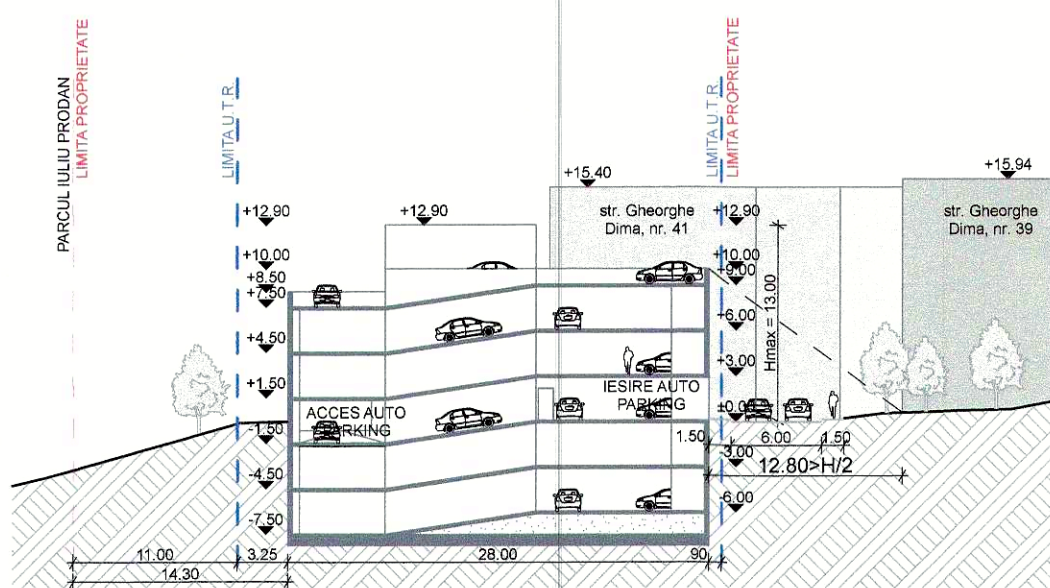 PARCUL IULIU PRODAN
LIMITA PROPRIETATE
LIMITA U.T.R.
LIMITA U.T.R.
LIMITA PROPRIETATE
+15.40
+15.94
str. Gheorghe
Dima, nr. 41
str. Gheorghe
Dima, nr. 39
+12.90
+12.90
+12.90
+10.00
+8.50
+7.50
+4.50
+1.50
-1.50
-4.50
-7.50
+10.00
+9.00
+6.00
+3.00
±0.0
-3.00
-6.00
Hmax = 13.00
ACCES AUTO
PARKING
IESIRE AUTO
PARKING
1.50
6.00
1.50
12.80>H/2
11.00
3.25
28.00
90
14.30